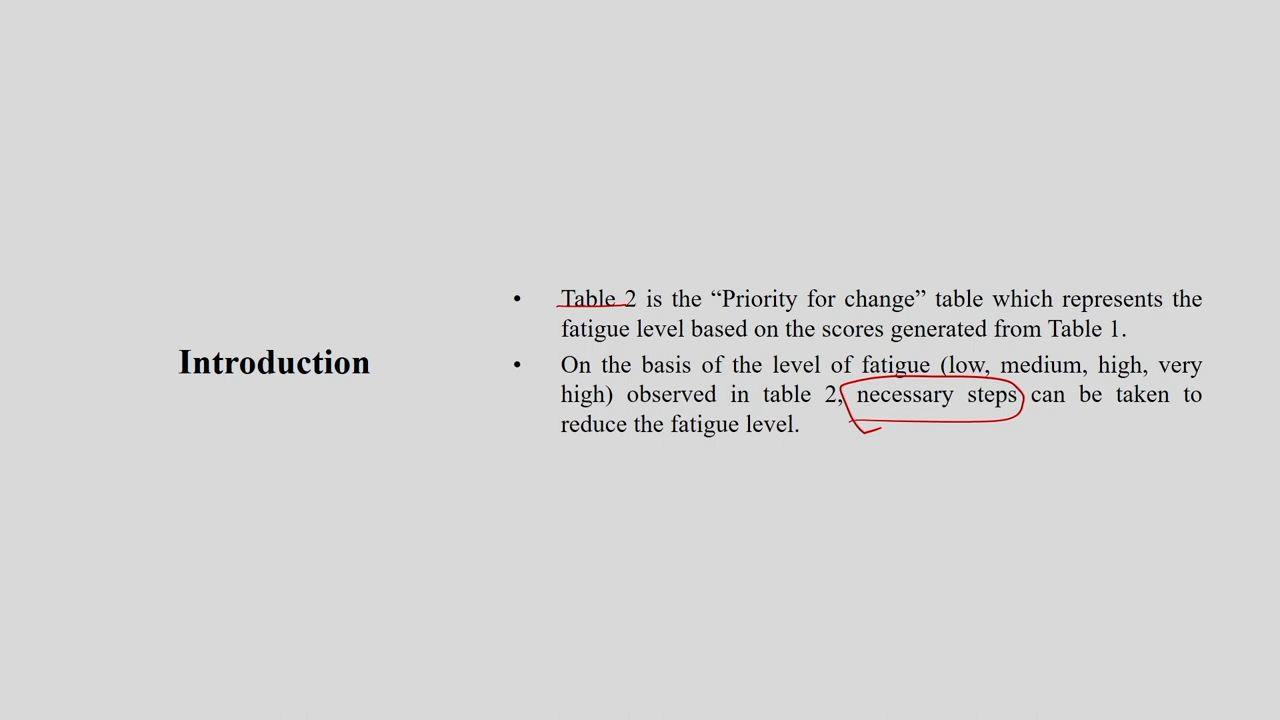 Introduction
• Table 2 is the “Priority for change” table which represents the
fatigue level based on the scores generated from Table 1.
• On the basis of the level of fatigue (low, medium, high, very
high) observed in table 2, necessary steps can be taken to
reduce the fatigue level.